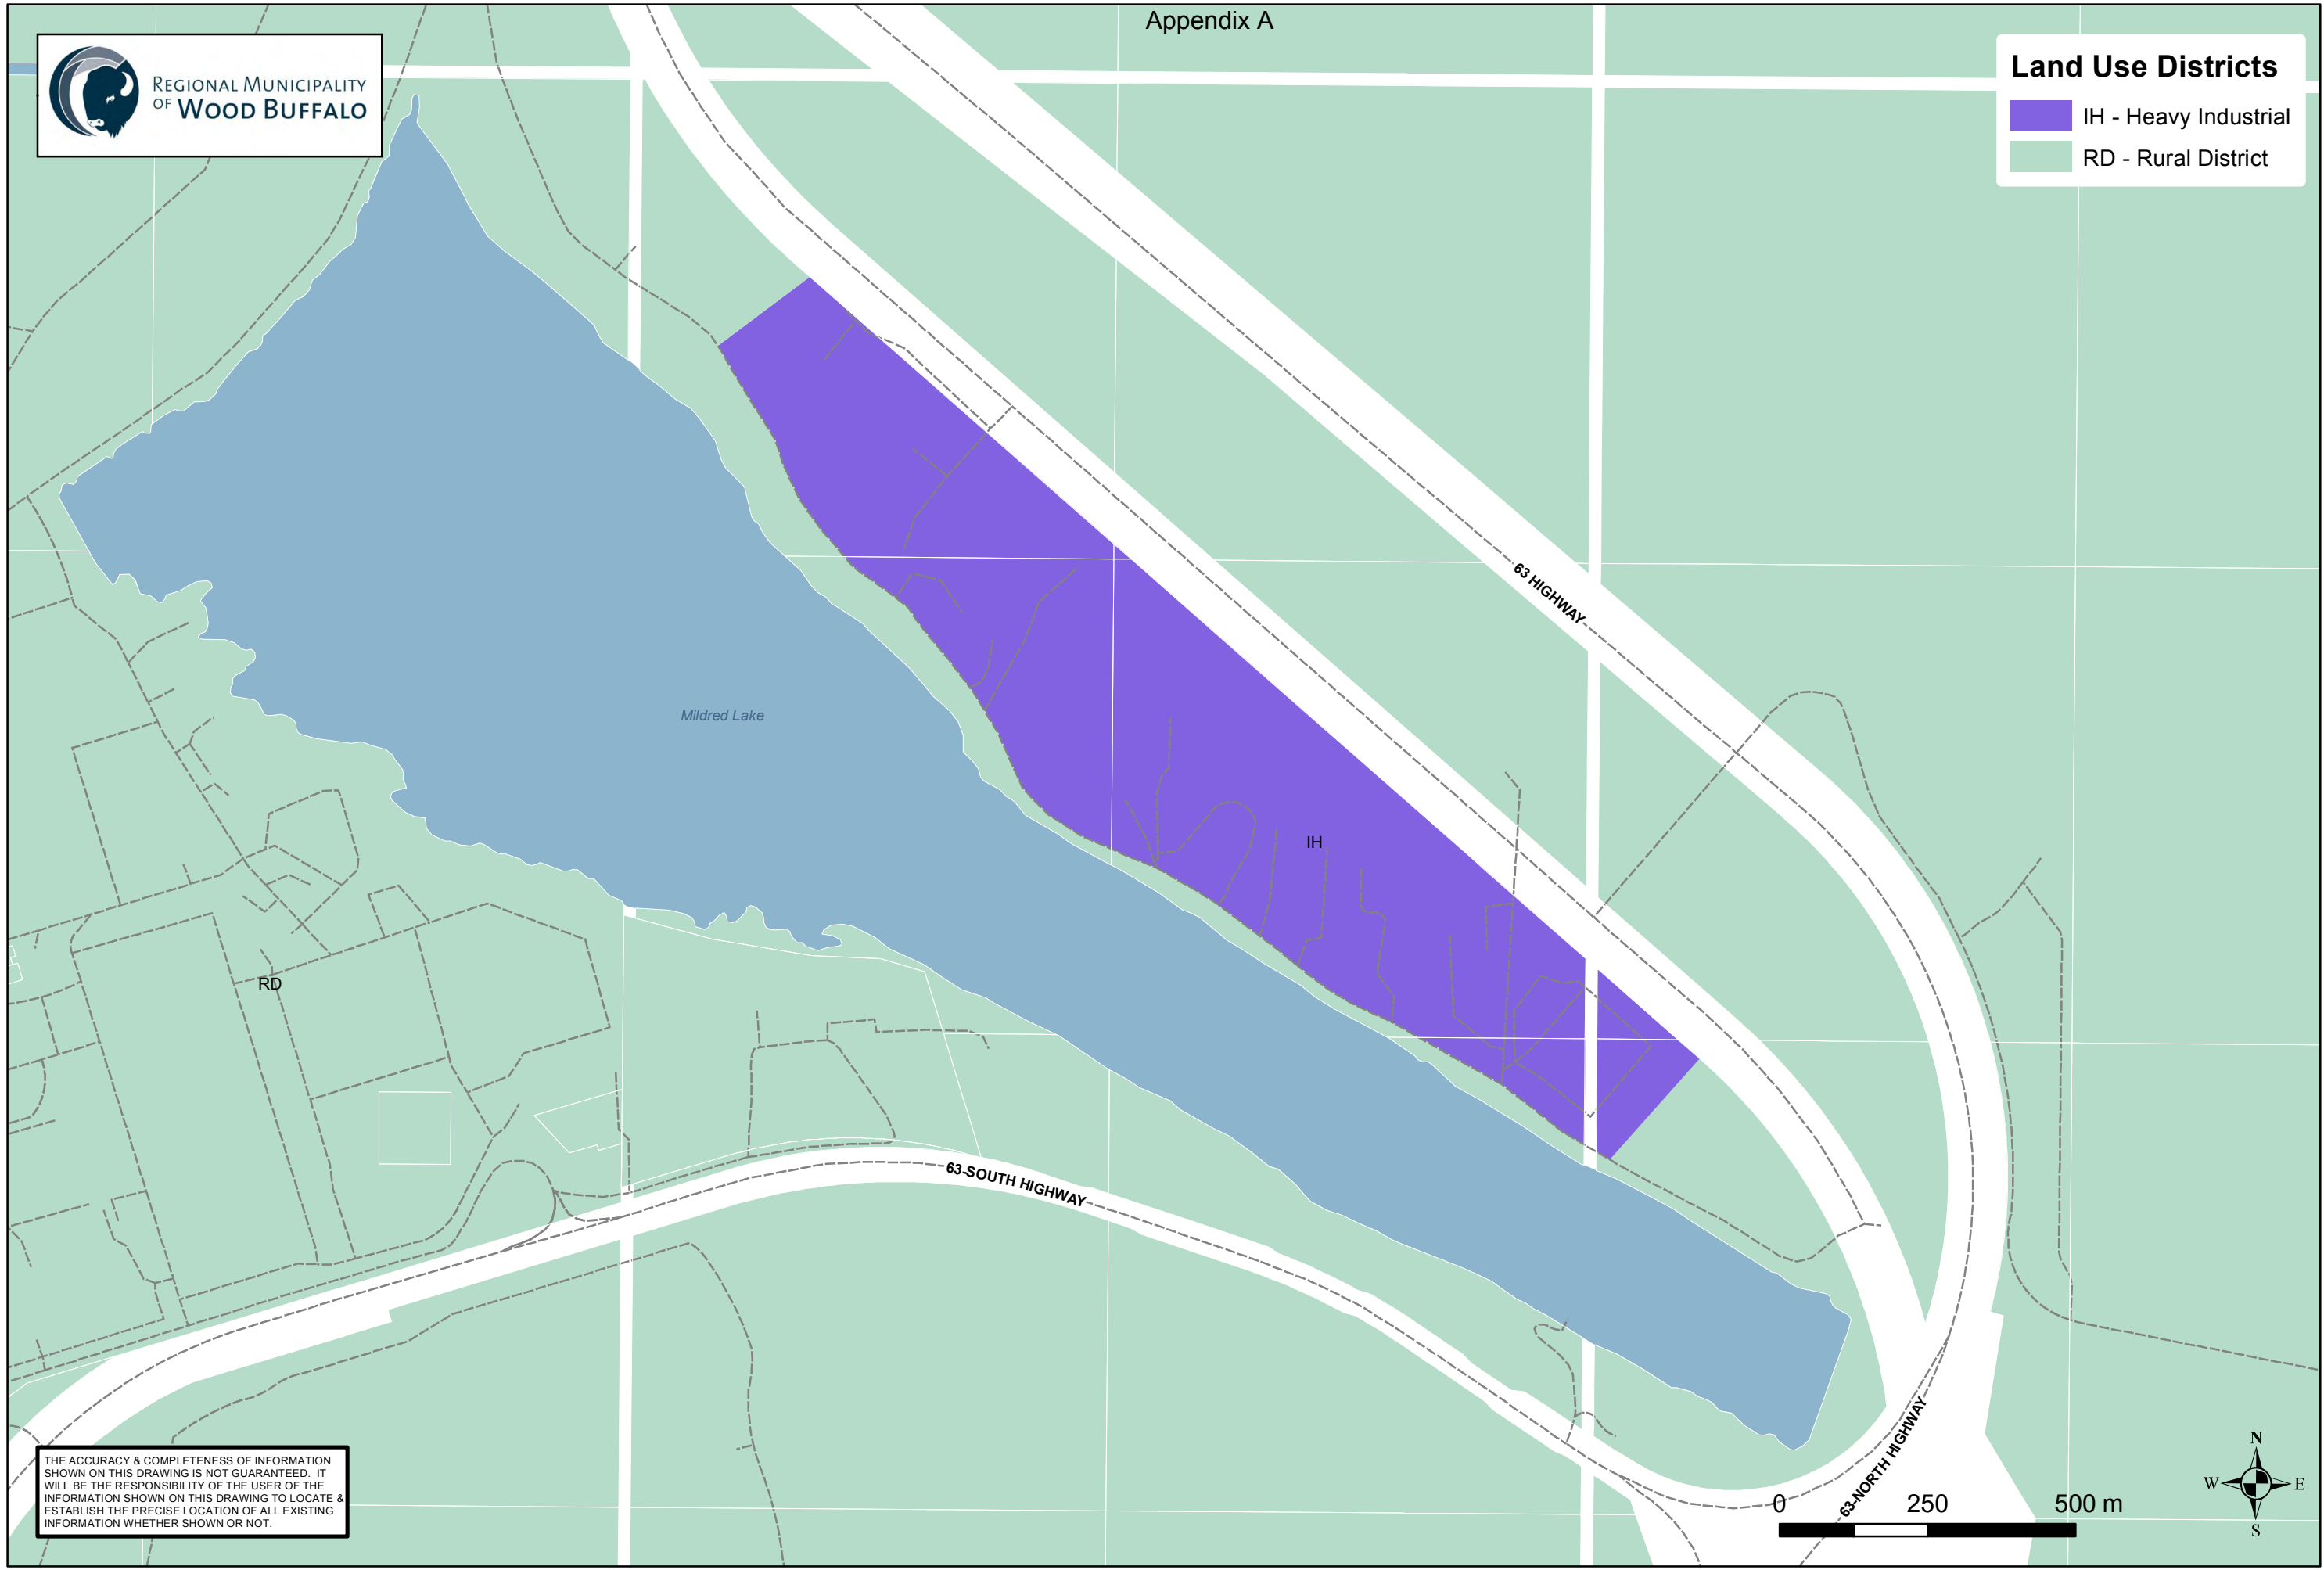 Appendix A
REGIONAL MUNICIPALITY
OF WOOD BUFFALO
Land Use Districts
IH - Heavy Industrial
RD - Rural District
63 HIGHWAY
Mildred Lake
IH
RD
63-SOUTH HIGHWAY
63-NORTH HIGHWAY
THE ACCURACY & COMPLETENESS OF INFORMATION
SHOWN ON THIS DRAWING IS NOT GUARANTEED. IT
WILL BE THE RESPONSIBILITY OF THE USER OF THE
INFORMATION SHOWN ON THIS DRAWING TO LOCATE &
ESTABLISH THE PRECISE LOCATION OF ALL EXISTING
INFORMATION WHETHER SHOWN OR NOT.
0 250 500 m
N
W E
S